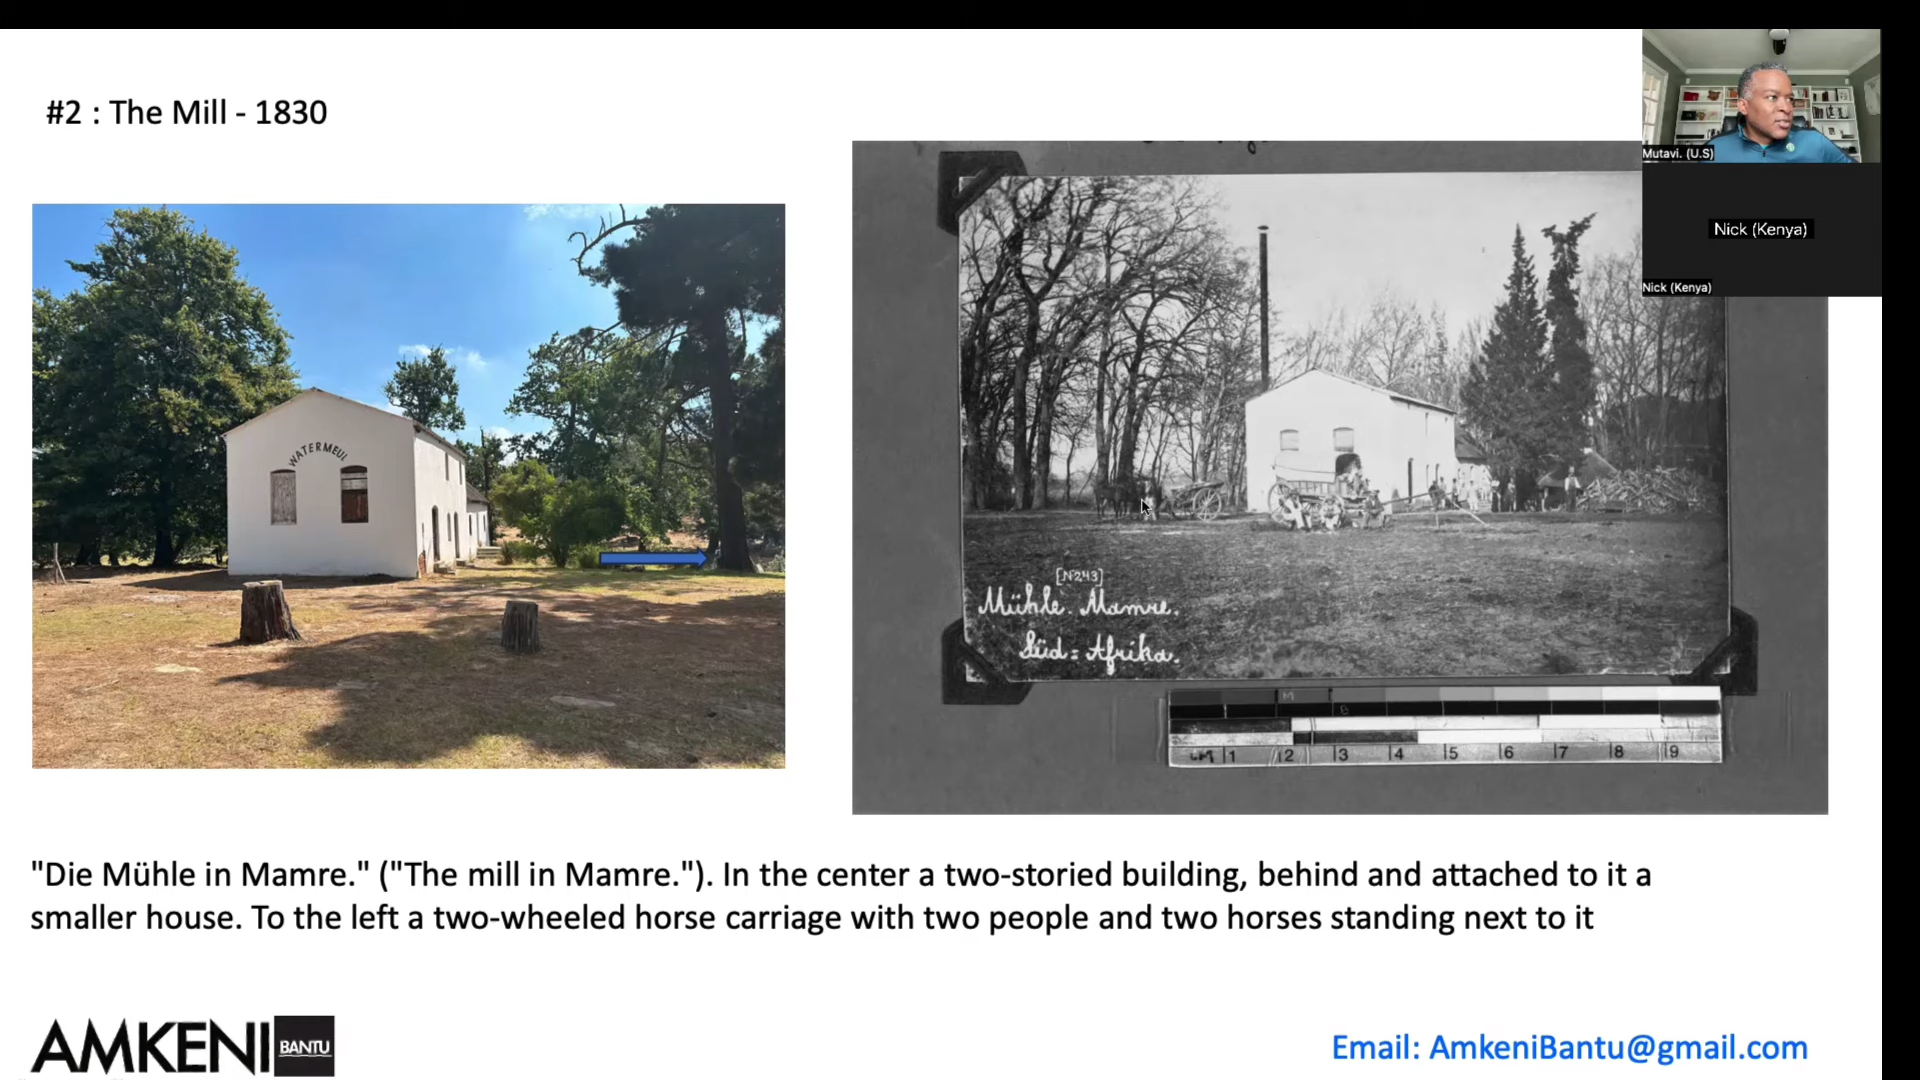 #2 : The Mill - 1830
Mutavi. (U.S)
Nick (Kenya)
Nick (Kenya)
WATERMEUL
[N243]
Mühle. Mamre.
Süd=Afrika.
M
cm 1 2 3 4 5 6 7 8 9
"Die Mühle in Mamre." ("The mill in Mamre."). In the center a two-storied building, behind and attached to it a
smaller house. To the left a two-wheeled horse carriage with two people and two horses standing next to it
AMKENI BANTU
Email: AmkeniBantu@gmail.com